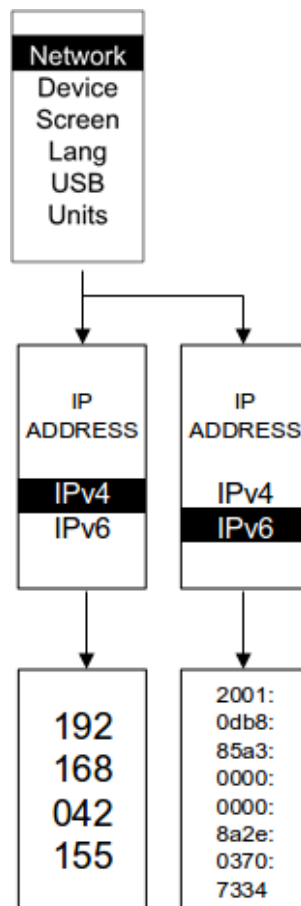 Network
Device
Screen
Lang
USB
Units
IP
ADDRESS
IPv4
IPv6
IP
ADDRESS
IPv4
IPv6
192
168
042
155
2001:
0db8:
85a3:
0000:
0000:
8a2e:
0370:
7334